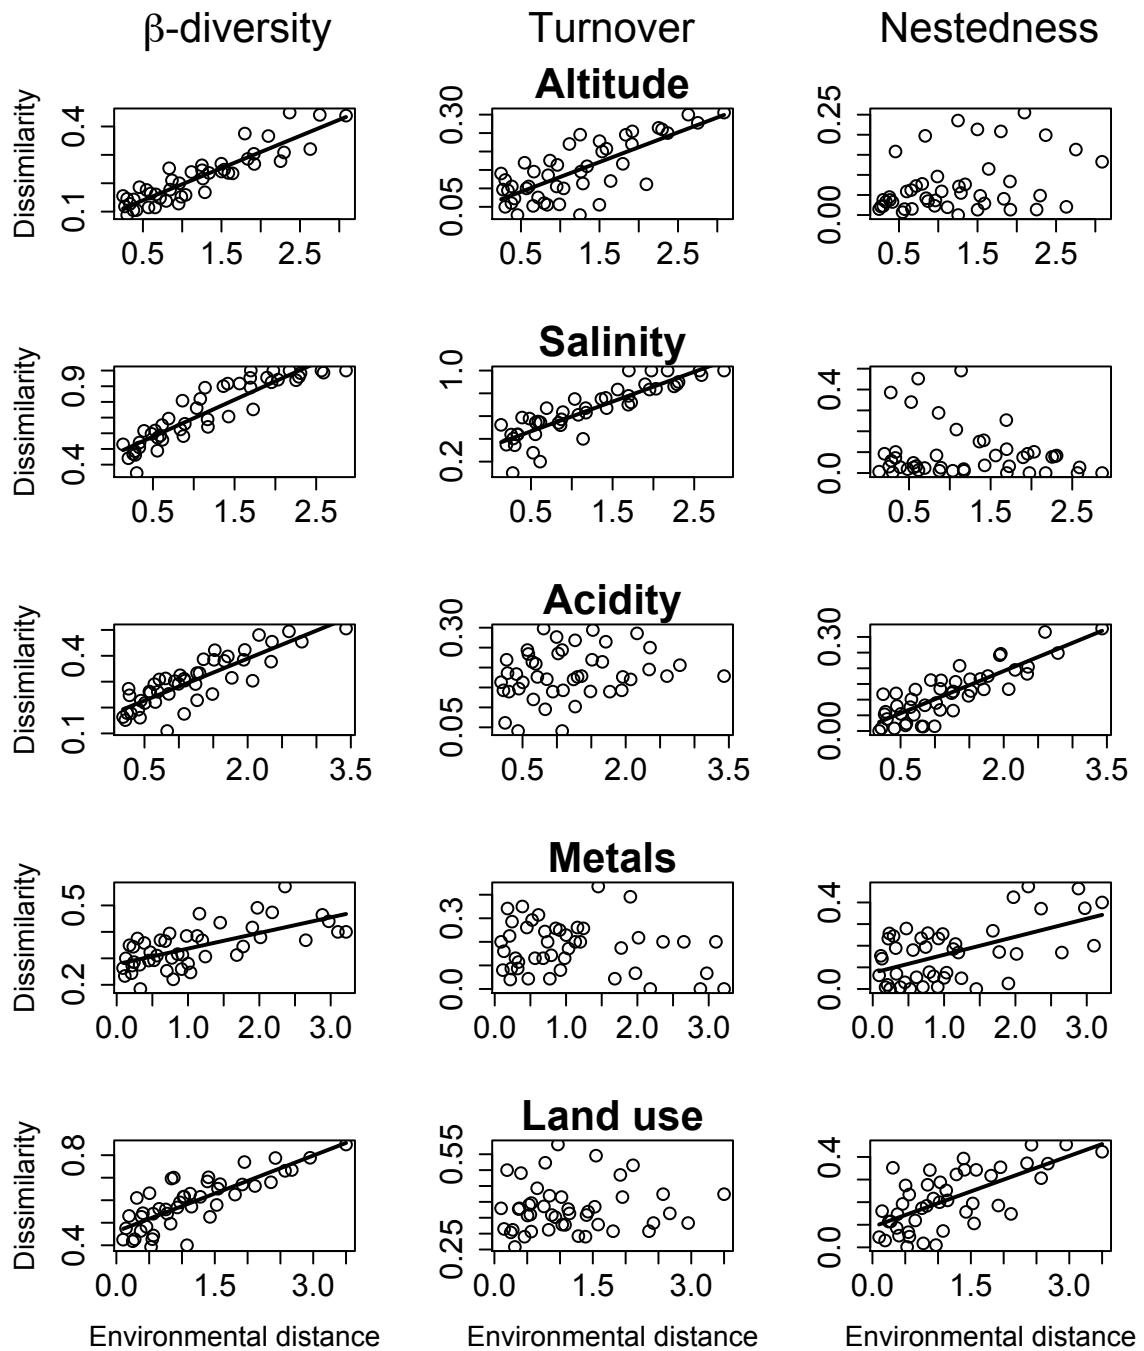 β-diversity Turnover Nestedness
Altitude
Dissimilarity
0.1 0.4
0.05 0.30
0.00 0.25
0.5 1.5 2.5
0.5 1.5 2.5
0.5 1.5 2.5
Salinity
Dissimilarity
0.4 0.9
0.2 1.0
0.0 0.4
0.5 1.5 2.5
0.5 1.5 2.5
0.5 1.5 2.5
Acidity
Dissimilarity
0.1 0.4
0.05 0.30
0.00 0.30
0.5 2.0 3.5
0.5 2.0 3.5
0.5 2.0 3.5
Metals
Dissimilarity
0.2 0.5
0.0 0.3
0.0 0.4
0.0 1.0 2.0 3.0
0.0 1.0 2.0 3.0
0.0 1.0 2.0 3.0
Land use
Dissimilarity
0.4 0.8
0.25 0.55
0.0 0.4
0.0 1.5 3.0
0.0 1.5 3.0
0.0 1.5 3.0
Environmental distance Environmental distance Environmental distance